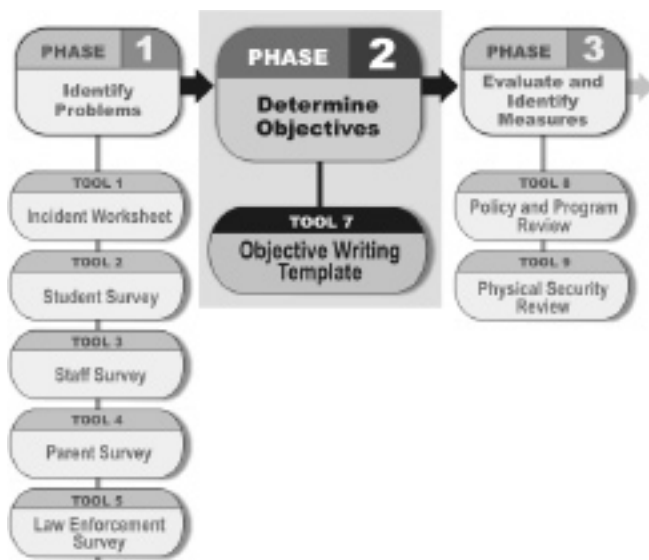 PHASE 1
Identify
Problems
TOOL 1
Incident Worksheet
TOOL 2
Student Survey
TOOL 3
Staff Survey
TOOL 4
Parent Survey
TOOL 5
Law Enforcement
Survey
PHASE 2
Determine
Objectives
TOOL 7
Objective Writing
Template
PHASE 3
Evaluate and
Identify
Measures
TOOL 8
Policy and Program
Review
TOOL 9
Physical Security
Review